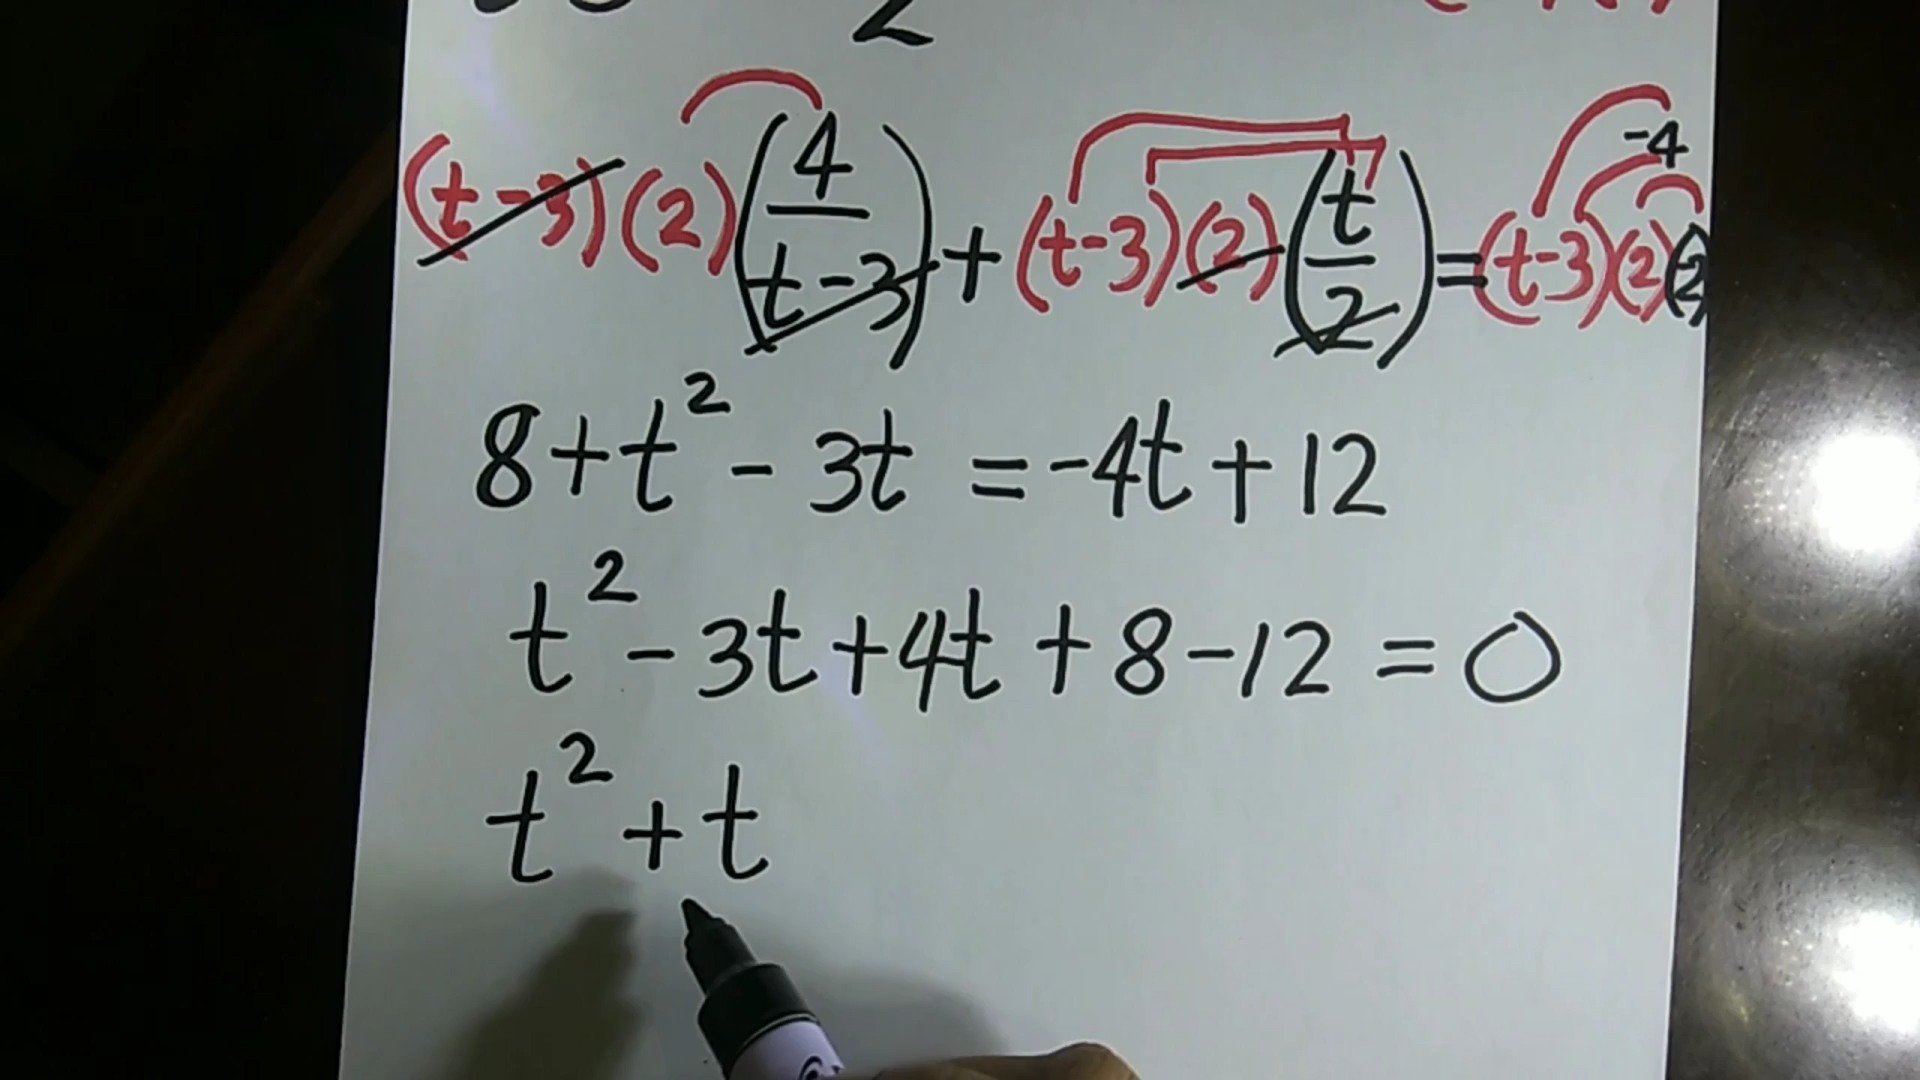 2
(t-3)(2)(4/t-3)+(t-3)(2)(t/2)=(t-3)(2)(-2) -4
8+t²-3t=-4t+12
t²-3t+4t+8-12=0
t²+t